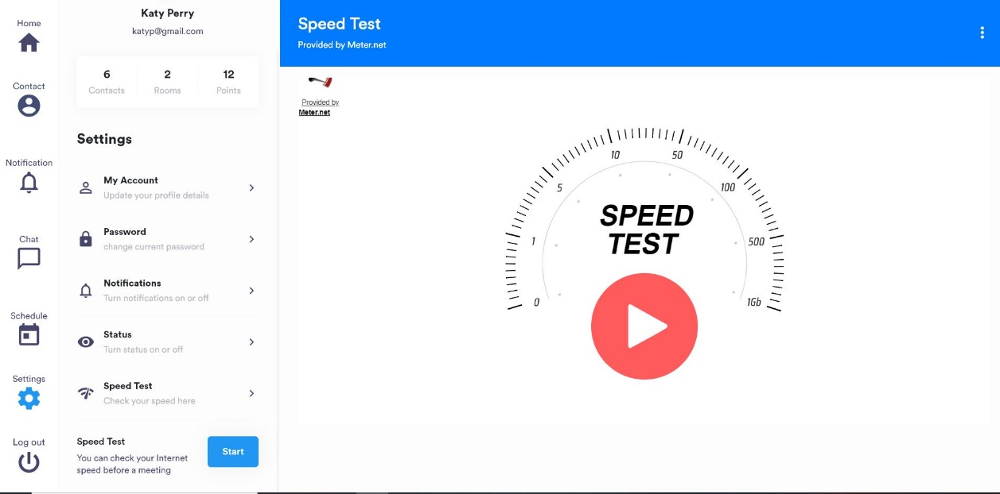 Home
Contact
Notification
Chat
Schedule
Settings
Log out
Katy Perry
katyp@gmail.com
6 2 12
Contacts Rooms Points
Settings
My Account
Update your profile details
Password
change current password
Notifications
Turn notifications on or off
Status
Turn status on or off
Speed Test
Check your speed here
Speed Test
You can check your Internet
speed before a meeting
Start
Speed Test
Provided by Meter.net
Provided by
Meter.net
0
1
5
10
50
100
500
1Gb
SPEED
TEST